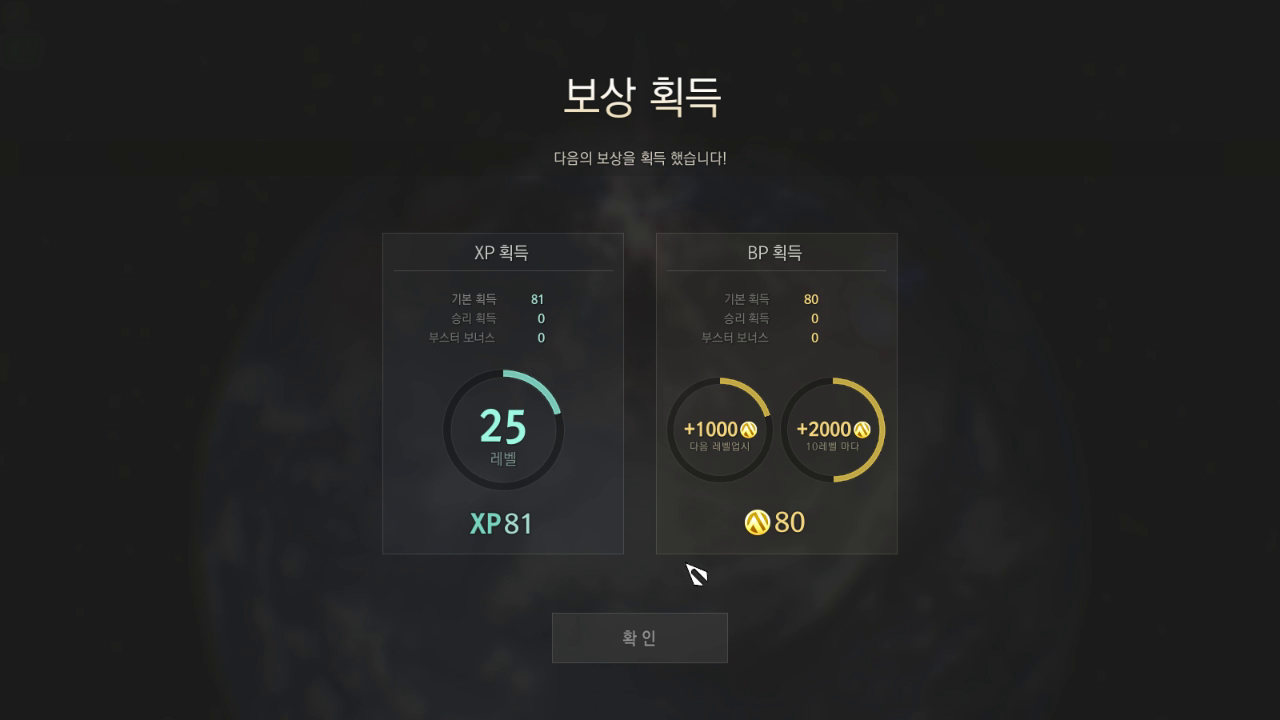 보상 획득
다음의 보상을 획득 했습니다!
XP 획득
기본 획득 81
승리 획득 0
부스터 보너스 0
25
레벨
XP 81
BP 획득
기본 획득 80
승리 획득 0
부스터 보너스 0
+1000
다음 레벨업시
+2000
10레벨 마다
80
확 인